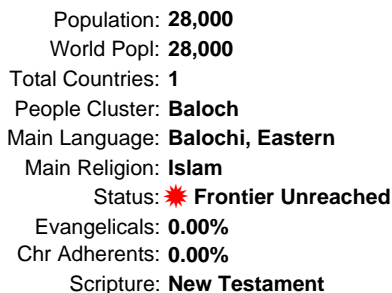 Population: 28,000
World Popl: 28,000
Total Countries: 1
People Cluster: Baloch
Main Language: Balochi, Eastern
Main Religion: Islam
Status: Frontier Unreached
Evangelicals: 0.00%
Chr Adherents: 0.00%
Scripture: New Testament